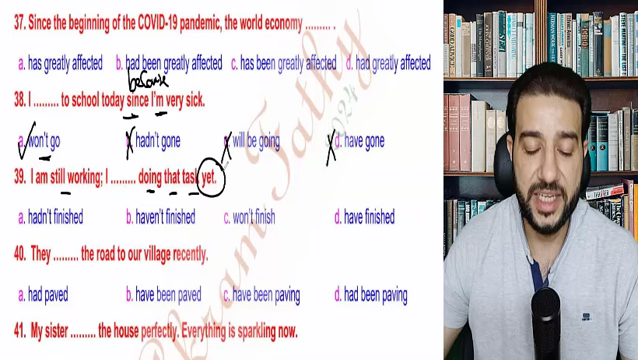 37. Since the beginning of the COVID-19 pandemic, the world economy ......... .
a. has greatly affected b. had been greatly affected c. has been greatly affected d. had greatly affected
because
38. I ......... to school today since I'm very sick.
a. won't go b. hadn't gone c. will be going d. have gone
39. I am still working; I ......... doing that task yet.
a. hadn't finished b. haven't finished c. won't finish d. have finished
40. They ......... the road to our village recently.
a. had paved b. have been paved c. have been paving d. had been paving
41. My sister ......... the house perfectly. Everything is sparkling now.
Akram Fathy
2024